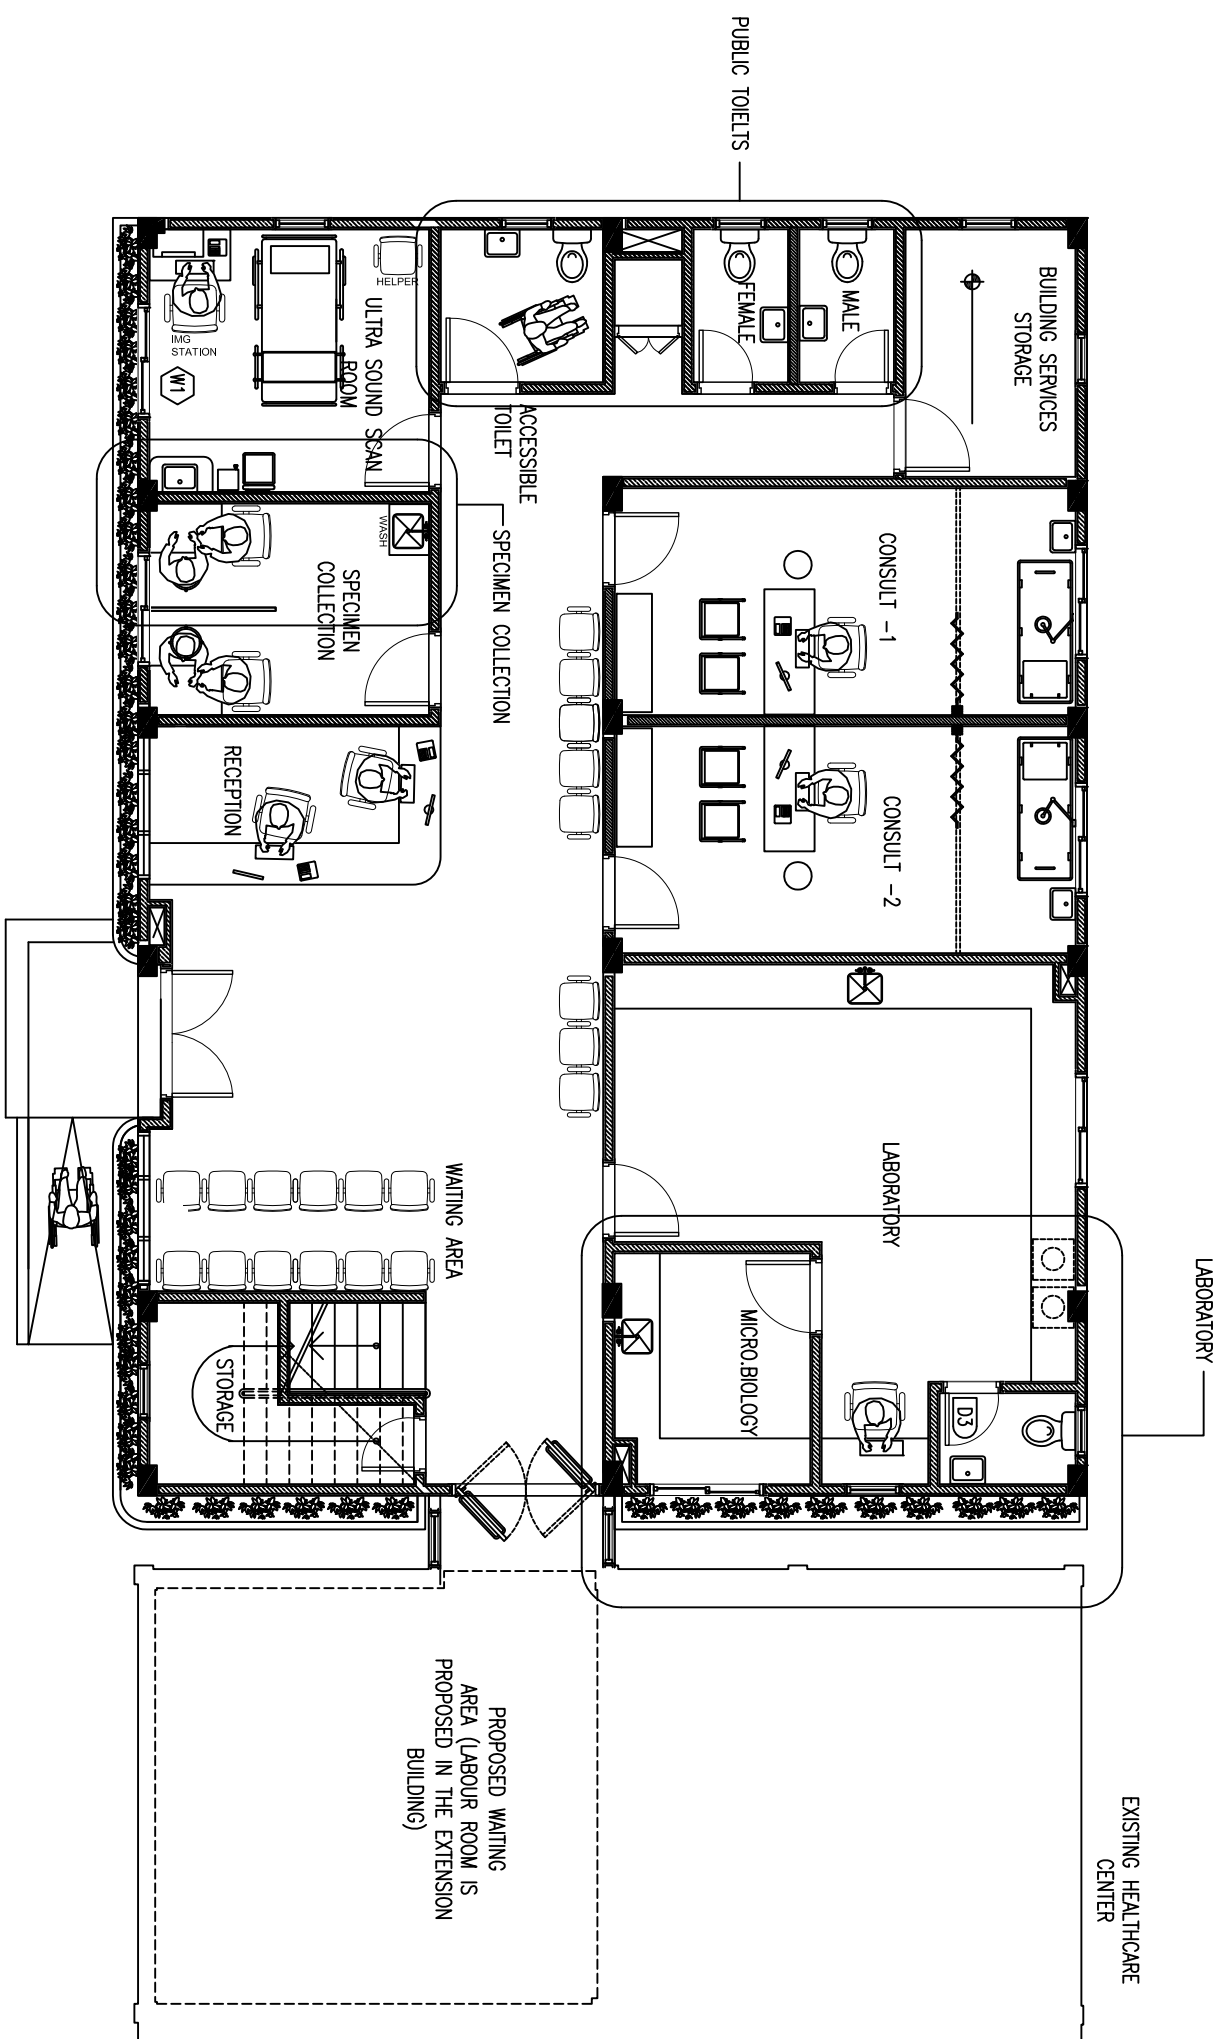 PUBLIC TOIELTS
BUILDING SERVICES
STORAGE
MALE
FEMALE
ACCESSIBLE
TOILET
HELPER
ULTRA SOUND SCAN
ROOM
IMG
STATION
W1
SPECIMEN COLLECTION
WASH
SPECIMEN
COLLECTION
CONSULT -1
CONSULT -2
RECEPTION
LABORATORY
LABORATORY
WAITING AREA
MICRO.BIOLOGY
D3
STORAGE
PROPOSED WAITING
AREA (LABOUR ROOM IS
PROPOSED IN THE EXTENSION
BUILDING)
EXISTING HEALTHCARE
CENTER